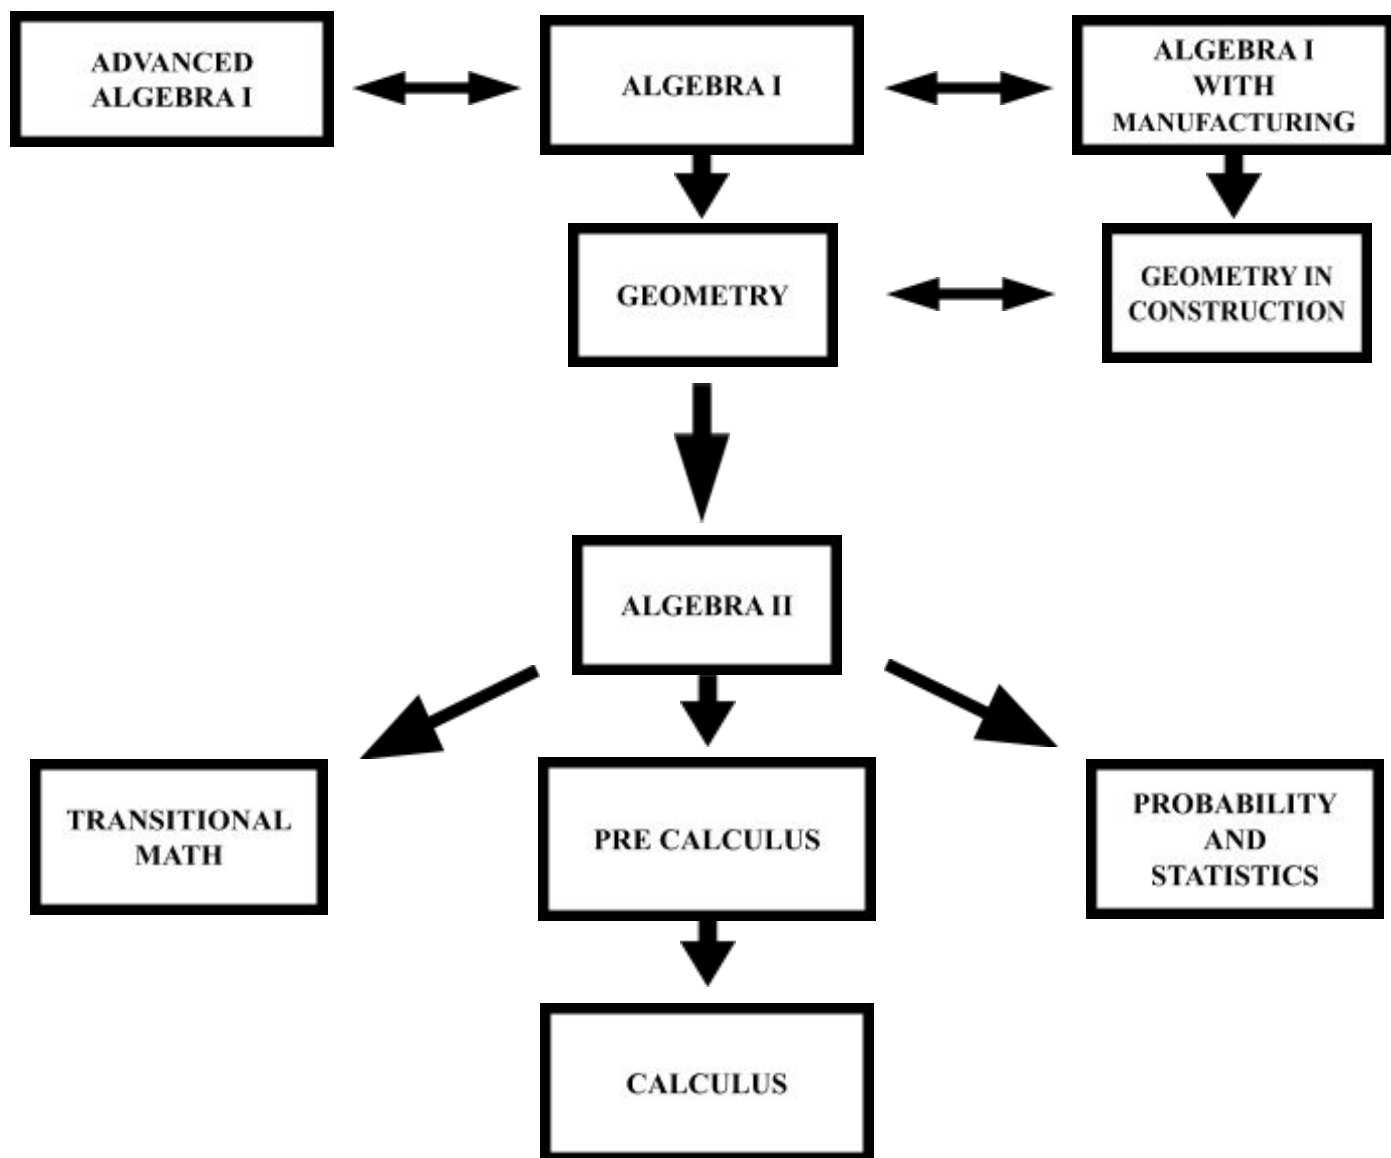 ADVANCED
ALGEBRA I
ALGEBRA I
ALGEBRA I
WITH
MANUFACTURING
GEOMETRY
GEOMETRY IN
CONSTRUCTION
ALGEBRA II
TRANSITIONAL
MATH
PRE CALCULUS
PROBABILITY
AND
STATISTICS
CALCULUS